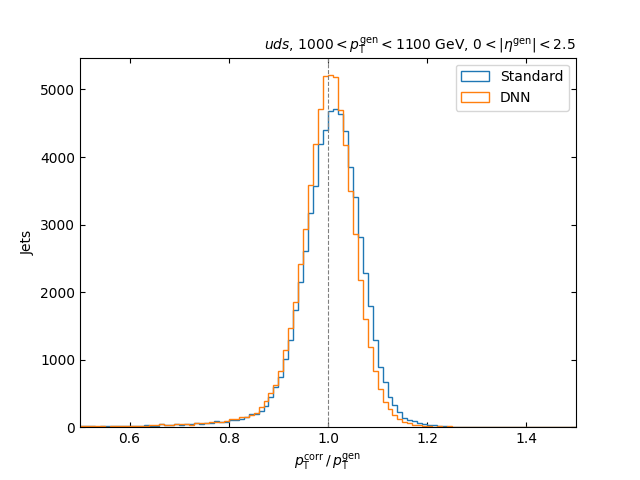 uds, 1000 < p_T^gen < 1100 GeV, 0 < |η^gen| < 2.5
Standard
DNN
5000
4000
3000
2000
1000
0
Jets
0.6 0.8 1.0 1.2 1.4
p_T^corr / p_T^gen